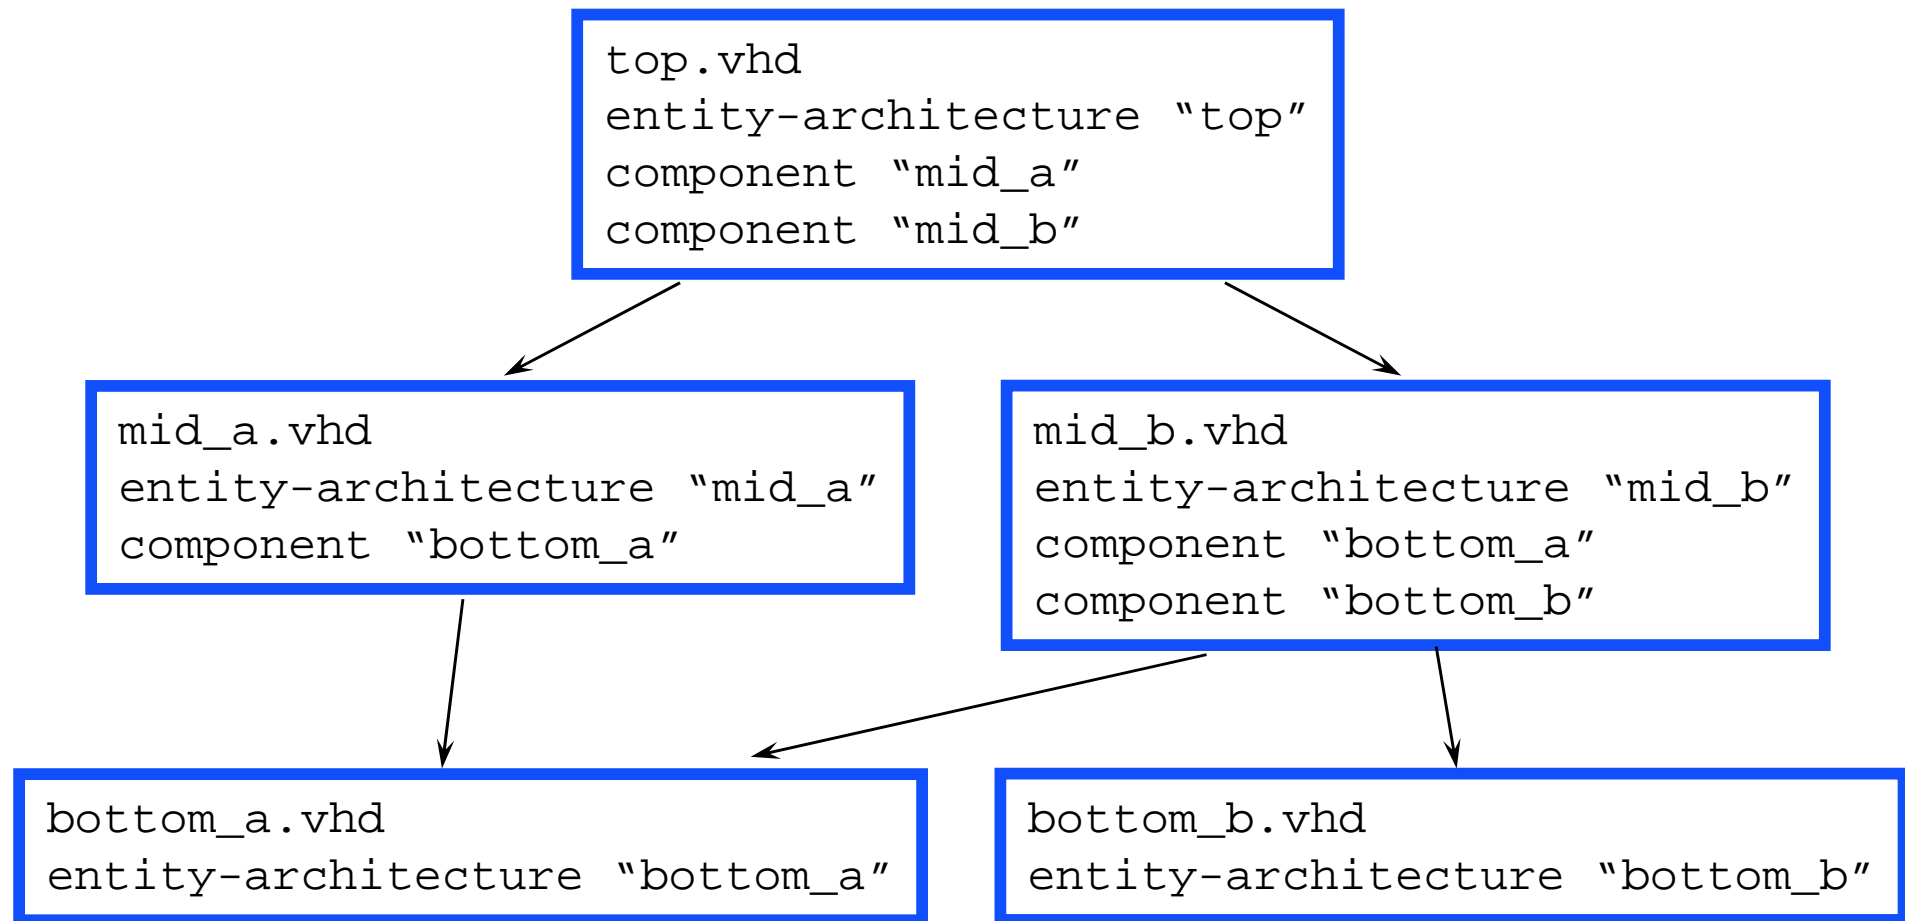 top.vhd
entity-architecture “top”
component “mid_a”
component “mid_b”
mid_a.vhd
entity-architecture “mid_a”
component “bottom_a”
mid_b.vhd
entity-architecture “mid_b”
component “bottom_a”
component “bottom_b”
bottom_a.vhd
entity-architecture “bottom_a”
bottom_b.vhd
entity-architecture “bottom_b”